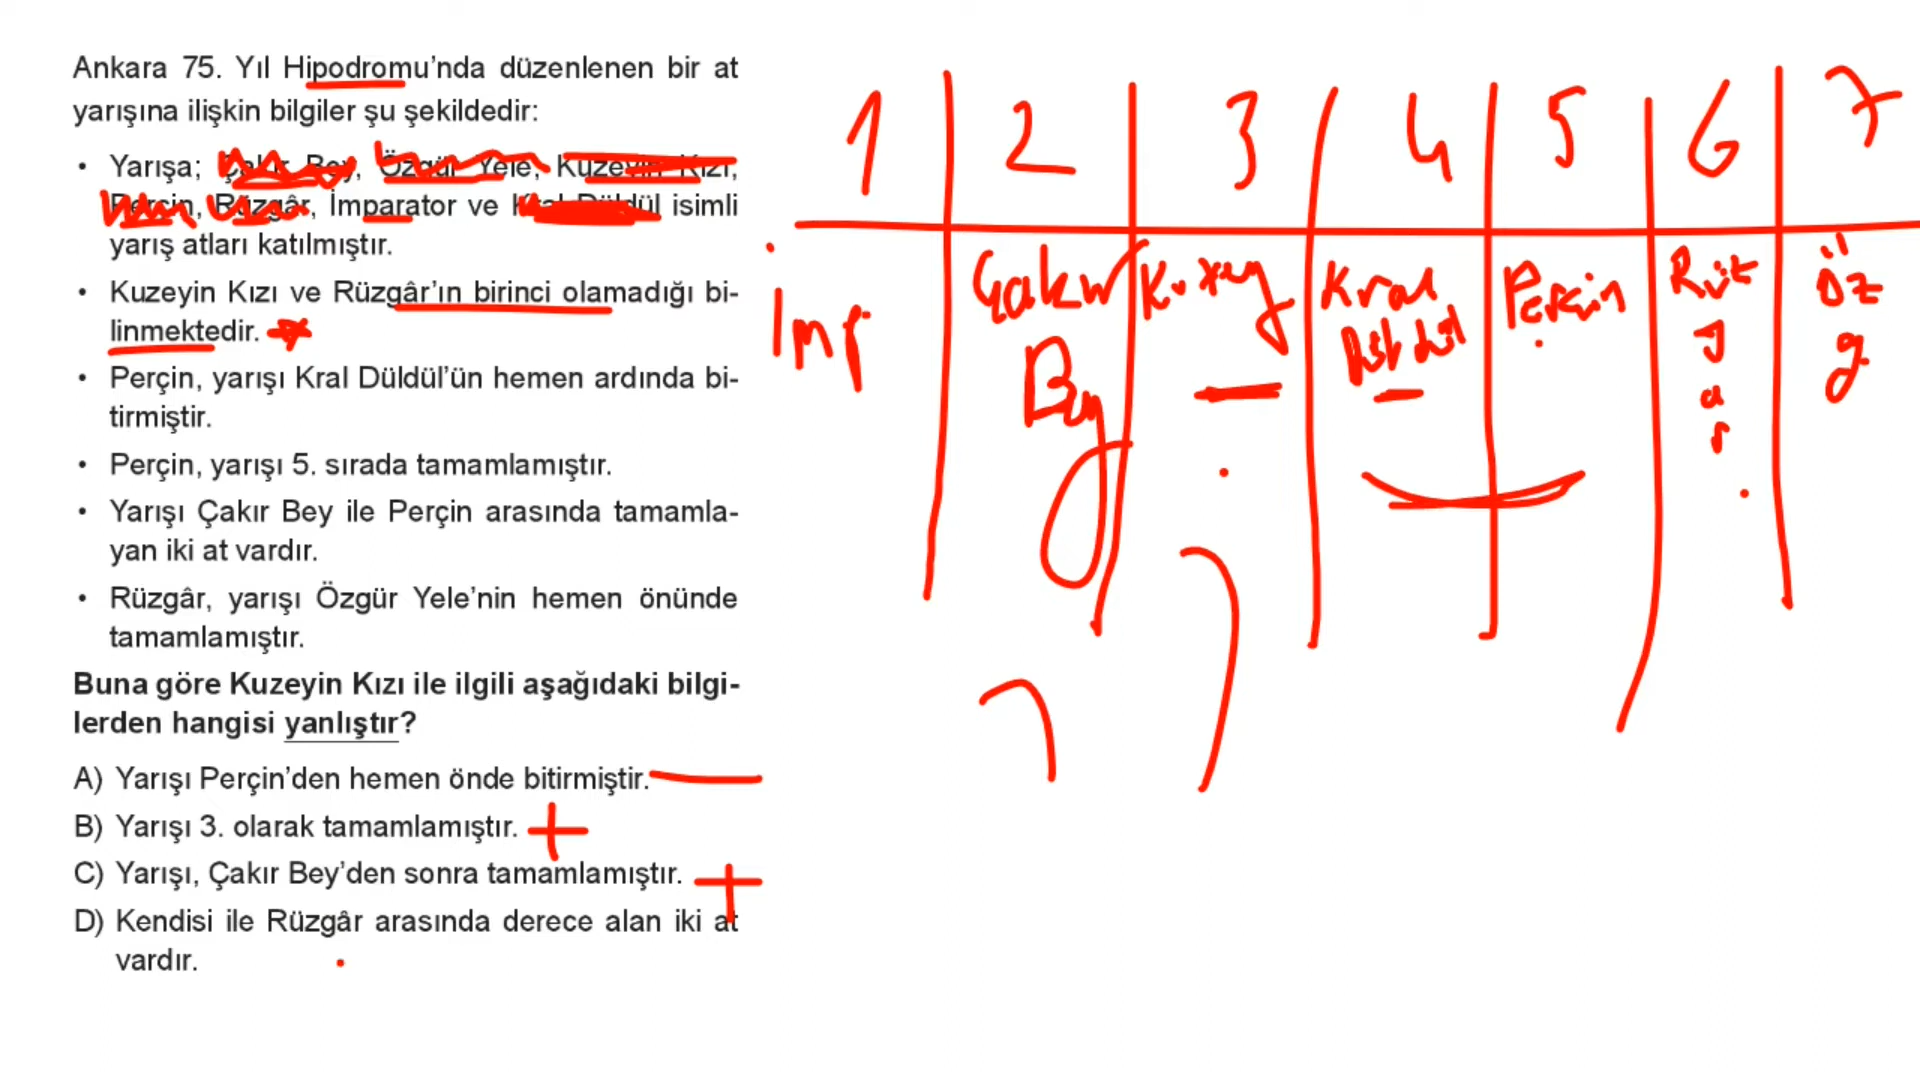 Ankara 75. Yıl Hipodromu'nda düzenlenen bir at
yarışına ilişkin bilgiler şu şekildedir:
• Yarışa; Çakır Bey, Özgür Yele, Kuzeyin Kızı,
Perçin, Rüzgâr, İmparator ve Kral Düldül isimli
yarış atları katılmıştır.
• Kuzeyin Kızı ve Rüzgâr'ın birinci olamadığı bi-
linmektedir.
• Perçin, yarışı Kral Düldül'ün hemen ardında bi-
tirmiştir.
• Perçin, yarışı 5. sırada tamamlamıştır.
• Yarışı Çakır Bey ile Perçin arasında tamamla-
yan iki at vardır.
• Rüzgâr, yarışı Özgür Yele'nin hemen önünde
tamamlamıştır.
Buna göre Kuzeyin Kızı ile ilgili aşağıdaki bilgi-
lerden hangisi yanlıştır?
A) Yarışı Perçin'den hemen önde bitirmiştir.
B) Yarışı 3. olarak tamamlamıştır.
C) Yarışı, Çakır Bey'den sonra tamamlamıştır.
D) Kendisi ile Rüzgâr arasında derece alan iki at
vardır.
1 2 3 4 5 6 7
İmp
Çakır
Bey
Kuzey
Kral
Düldül
Perçin
Rüz
g
a
r
Öz
g